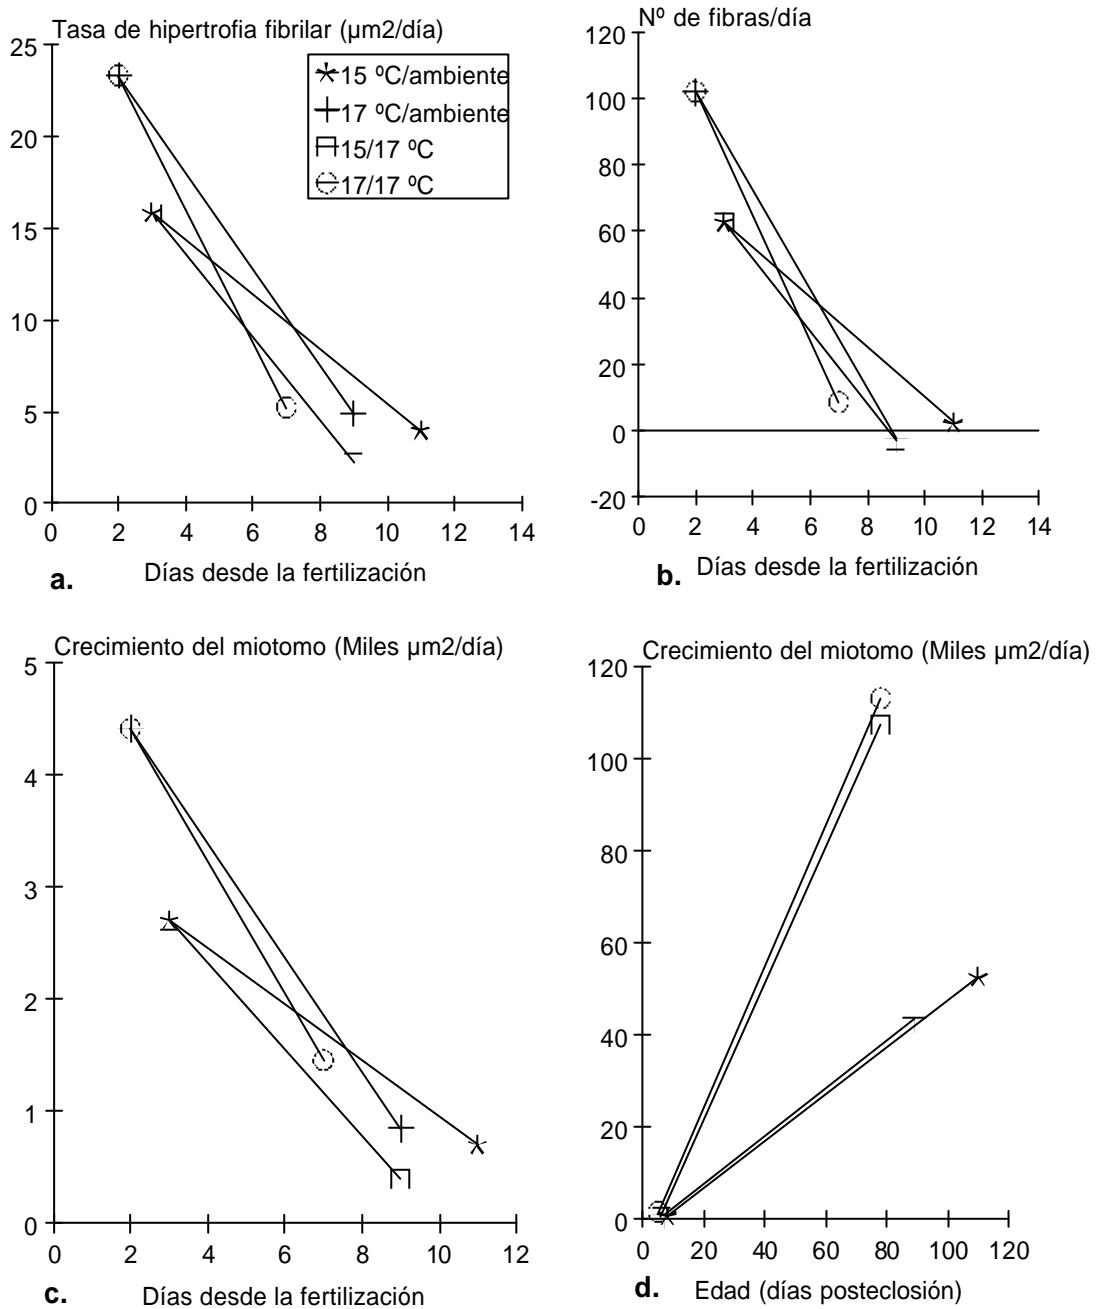 Tasa de hipertrofia fibrilar (µm2/día)
25
20
15
10
5
0
0 2 4 6 8 10 12 14
15 ºC/ambiente
17 ºC/ambiente
15/17 ºC
17/17 ºC
a. Días desde la fertilización
Nº de fibras/día
120
100
80
60
40
20
0
-20
0 2 4 6 8 10 12 14
b. Días desde la fertilización
Crecimiento del miotomo (Miles µm2/día)
5
4
3
2
1
0
0 2 4 6 8 10 12
c. Días desde la fertilización
Crecimiento del miotomo (Miles µm2/día)
120
100
80
60
40
20
0
0 20 40 60 80 100 120
d. Edad (días posteclosión)